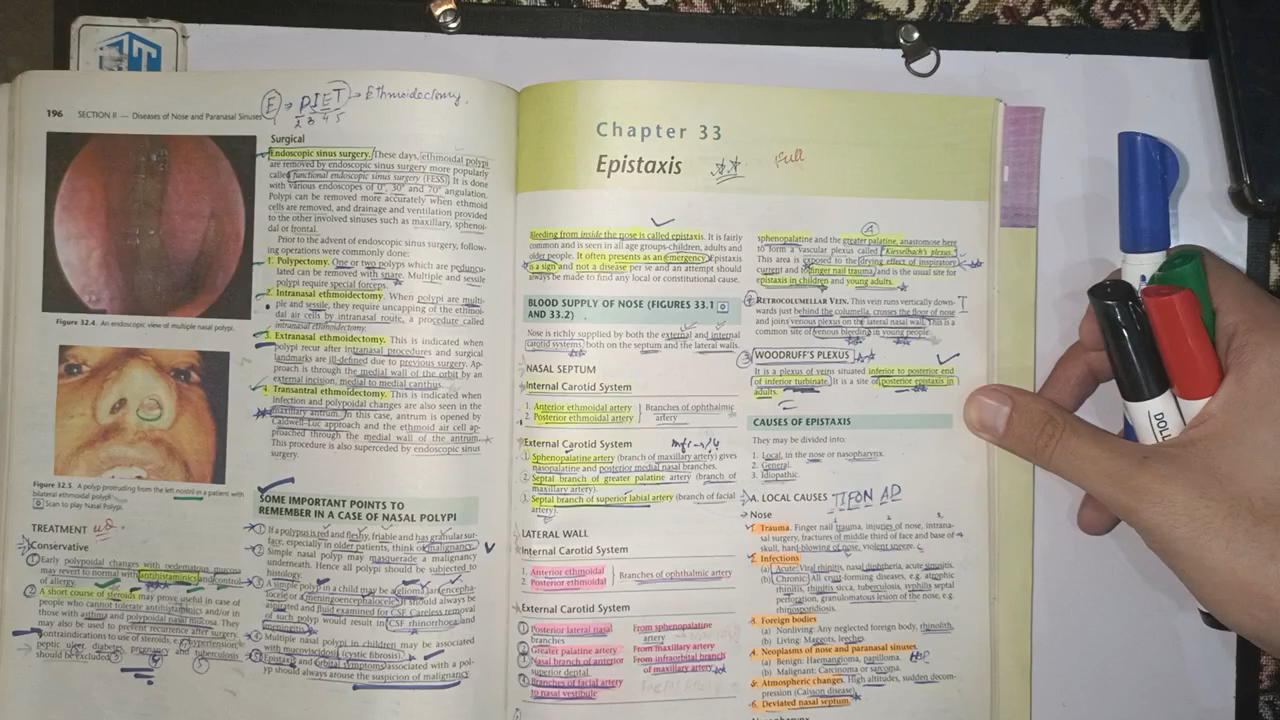 196 SECTION II — Diseases of Nose and Paranasal Sinuses
E ⇒ PIET → Ethmoidectomy.
1 2 3 4 5
Figure 32.4. An endoscopic view of multiple nasal polypi.
Figure 32.5. A polyp protruding from the left nostril in a patient with
bilateral ethmoidal polypi.
Scan to play Nasal Polypi.
TREATMENT
Conservative
1 Early polypoidal changes with oedematous mucosa
may revert to normal with antihistaminics and control
of allergy.
2 A short course of steroids may prove useful in case of
people who cannot tolerate antihistamines and/or in
those with asthma and polypoidal nasal mucosa. They
may also be used to prevent recurrence after surgery.
Contraindications to use of steroids, e.g. hypertension,
peptic ulcer, diabetes, pregnancy and tuberculosis
should be excluded.
Surgical
Endoscopic sinus surgery. These days, ethmoidal polypi
are removed by endoscopic sinus surgery more popularly
called functional endoscopic sinus surgery (FESS). It is done
with various endoscopes of 0°, 30° and 70° angulation.
Polypi can be removed more accurately when ethmoid
cells are removed, and drainage and ventilation provided
to the other involved sinuses such as maxillary, sphenoi-
dal or frontal.
Prior to the advent of endoscopic sinus surgery, follow-
ing operations were commonly done:
1. Polypectomy. One or two polyps which are peduncu-
lated can be removed with snare. Multiple and sessile
polypi require special forceps.
2. Intranasal ethmoidectomy. When polypi are multi-
ple and sessile, they require uncapping of the ethmoi-
dal air cells by intranasal route, a procedure called
intranasal ethmoidectomy.
3. Extranasal ethmoidectomy. This is indicated when
polypi recur after intranasal procedures and surgical
landmarks are ill-defined due to previous surgery. Ap-
proach is through the medial wall of the orbit by an
external incision, medial to medial canthus.
4. Transantral ethmoidectomy. This is indicated when
infection and polypoidal changes are also seen in the
maxillary antrum. In this case, antrum is opened by
Caldwell-Luc approach and the ethmoid air cell ap-
proached through the medial wall of the antrum.
This procedure is also superceded by endoscopic sinus
surgery.
SOME IMPORTANT POINTS TO
REMEMBER IN A CASE OF NASAL POLYPI
1 If a polypus is red and fleshy, friable and has granular sur-
face, especially in older patients, think of malignancy.
2 Simple nasal polyp may masquerade a malignancy
underneath. Hence all polypi should be subjected to
histology.
3 A simple polyp in a child may be a glioma, an encepha-
locele or a meningoencephalocele. It should always be
aspirated and fluid examined for CSF. Careless removal
of such polyp would result in CSF rhinorrhoea and
meningitis.
4 Multiple nasal polypi in children may be associated
with mucoviscidosis (cystic fibrosis).
5 Epistaxis and orbital symptoms associated with a pol-
yp should always arouse the suspicion of malignancy
Chapter 33
Epistaxis
Full
Bleeding from inside the nose is called epistaxis. It is fairly
common and is seen in all age groups-children, adults and
older people. It often presents as an emergency. Epistaxis
is a sign and not a disease per se and an attempt should
always be made to find any local or constitutional cause.
BLOOD SUPPLY OF NOSE (FIGURES 33.1
AND 33.2)
Nose is richly supplied by both the external and internal
carotid systems, both on the septum and the lateral walls.
NASAL SEPTUM
Internal Carotid System
1. Anterior ethmoidal artery
2. Posterior ethmoidal artery
Branches of ophthalmic
artery
External Carotid System
1 Sphenopalatine artery (branch of maxillary artery) gives
nasopalatine and posterior medial nasal branches.
2 Septal branch of greater palatine artery (branch of
maxillary artery).
3. Septal branch of superior labial artery (branch of facial
artery).
LATERAL WALL
Internal Carotid System
1. Anterior ethmoidal
2. Posterior ethmoidal
Branches of ophthalmic artery
External Carotid System
1 Posterior lateral nasal From sphenopalatine
branches artery
2 Greater palatine artery From maxillary artery
3 Nasal branch of anterior From infraorbital branch
superior dental. of maxillary artery
4 Branches of facial artery
to nasal vestibule
sphenopalatine and the greater palatine, anastomose here
to form a vascular plexus called "Kiesselbach's plexus."
This area is exposed to the drying effect of inspiratory
current and to finger nail trauma, and is the usual site for
epistaxis in children and young adults.
RETROCOLUMELLAR VEIN. This vein runs vertically down-
wards just behind the columella, crosses the floor of nose
and joins venous plexus on the lateral nasal wall. This is a
common site of venous bleeding in young people.
3 WOODRUFF'S PLEXUS
It is a plexus of veins situated inferior to posterior end
of inferior turbinate. It is a site of posterior epistaxis in
adults.
CAUSES OF EPISTAXIS
They may be divided into:
1. Local, in the nose or nasopharynx.
2. General.
3. Idiopathic.
A. LOCAL CAUSES TIFON AD
Nose
1. Trauma. Finger nail trauma, injuries of nose, intrana-
sal surgery, fractures of middle third of face and base of
skull, hard-blowing of nose, violent sneeze.
2. Infections
(a) Acute: Viral rhinitis, nasal diphtheria, acute sinusitis.
(b) Chronic: All crust-forming diseases, e.g. atrophic
rhinitis, rhinitis sicca, tuberculosis, syphilis septal
perforation, granulomatous lesion of the nose, e.g.
rhinosporidiosis.
3. Foreign bodies
(a) Nonliving: Any neglected foreign body, rhinolith.
(b) Living: Maggots, leeches.
4. Neoplasms of nose and paranasal sinuses.
(a) Benign: Haemangioma, papilloma.
(b) Malignant: Carcinoma or sarcoma.
5. Atmospheric changes. High altitudes, sudden decom-
pression (Caisson disease).
6. Deviated nasal septum.
DOLL